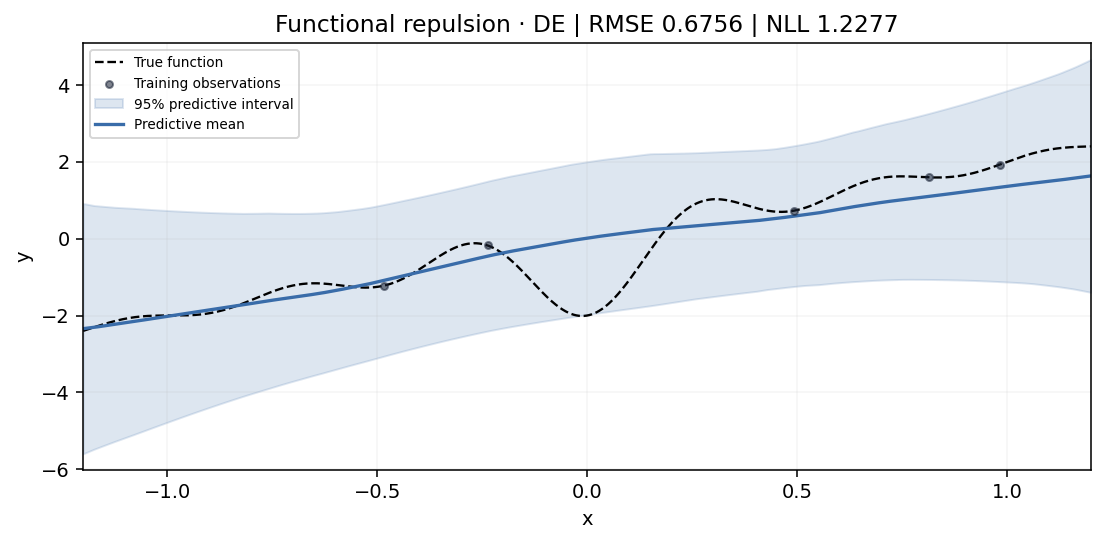 Functional repulsion · DE | RMSE 0.6756 | NLL 1.2277
True function
Training observations
95% predictive interval
Predictive mean
y
4
2
0
−2
−4
−6
−1.0
−0.5
0.0
0.5
1.0
x